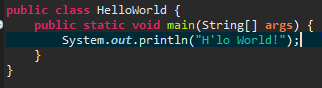 public class HelloWorld {
    public static void main(String[] args) {
        System.out.println("H'lo World!");
    }
}